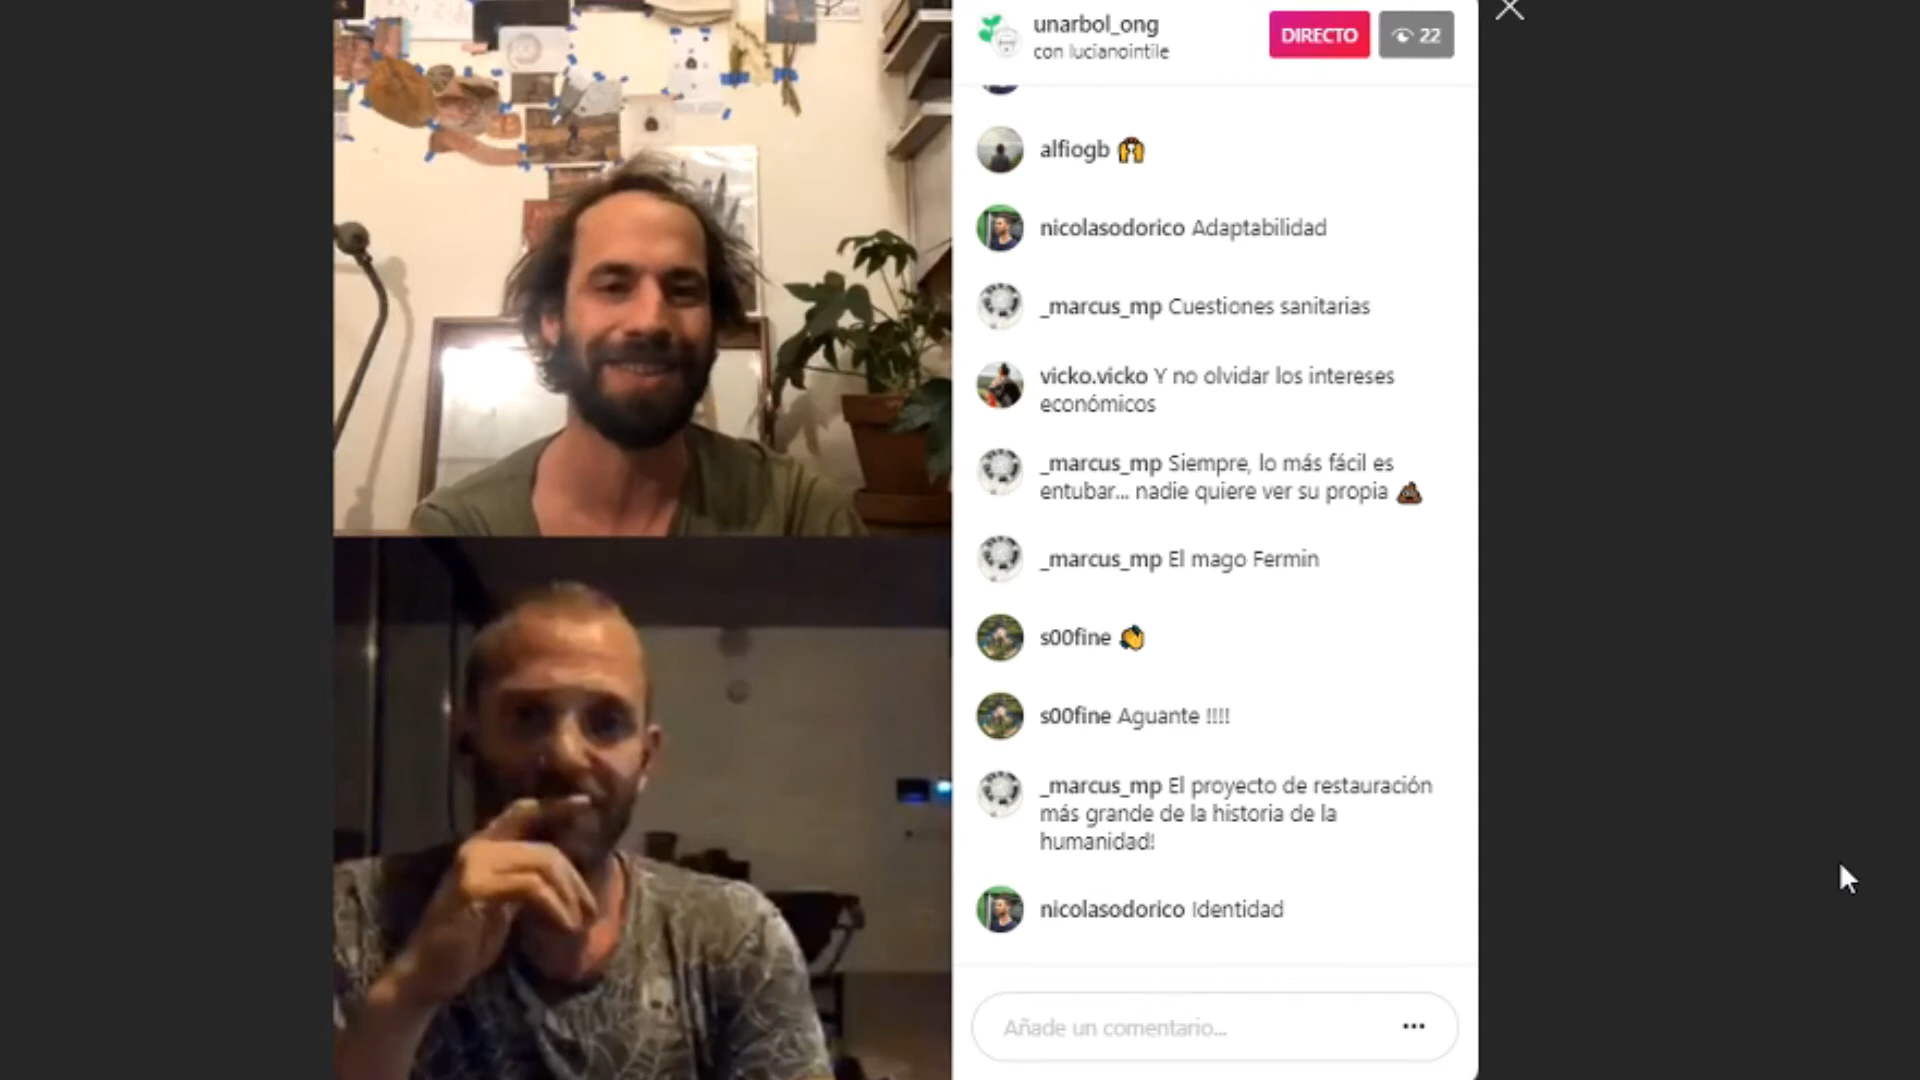 unarbol_ong
con lucianointile
DIRECTO
22
alfiogb 🙌
nicolasodorico Adaptabilidad
_marcus_mp Cuestiones sanitarias
vicko.vicko Y no olvidar los intereses
económicos
_marcus_mp Siempre, lo más fácil es
entubar... nadie quiere ver su propia 💩
_marcus_mp El mago Fermin
s00fine 👏
s00fine Aguante !!!!
_marcus_mp El proyecto de restauración
más grande de la historia de la
humanidad!
nicolasodorico Identidad
Añade un comentario...